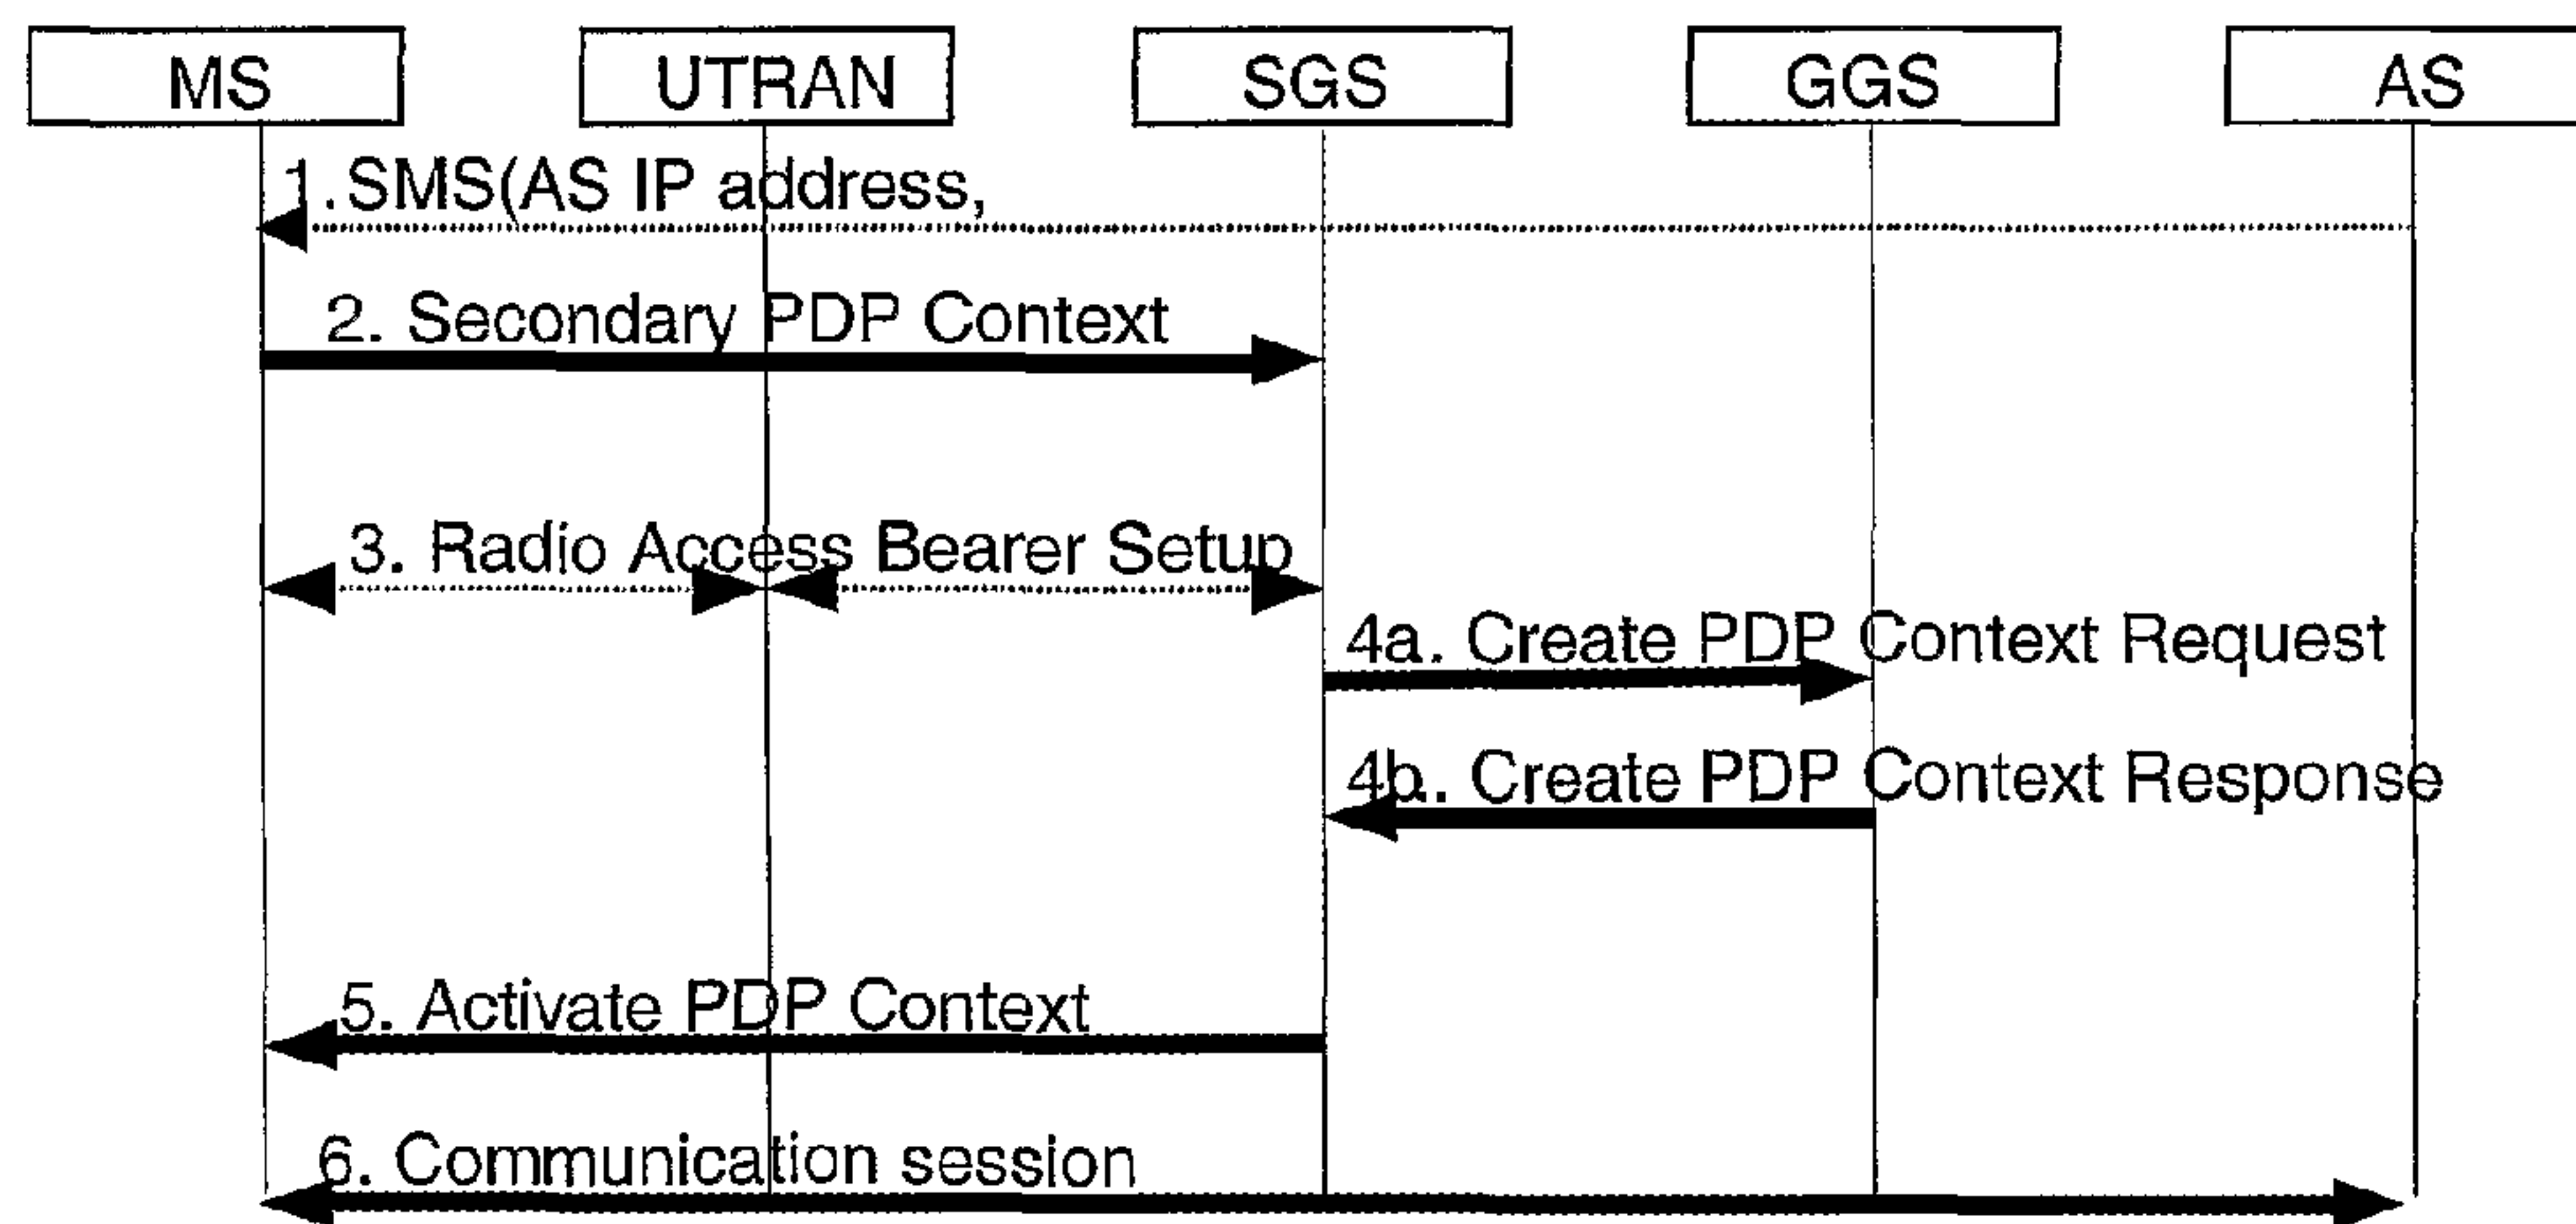 MS UTRAN SGS GGS AS
1.SMS(AS IP address,
2. Secondary PDP Context
3. Radio Access Bearer Setup
4a. Create PDP Context Request
4b. Create PDP Context Response
5. Activate PDP Context
6. Communication session